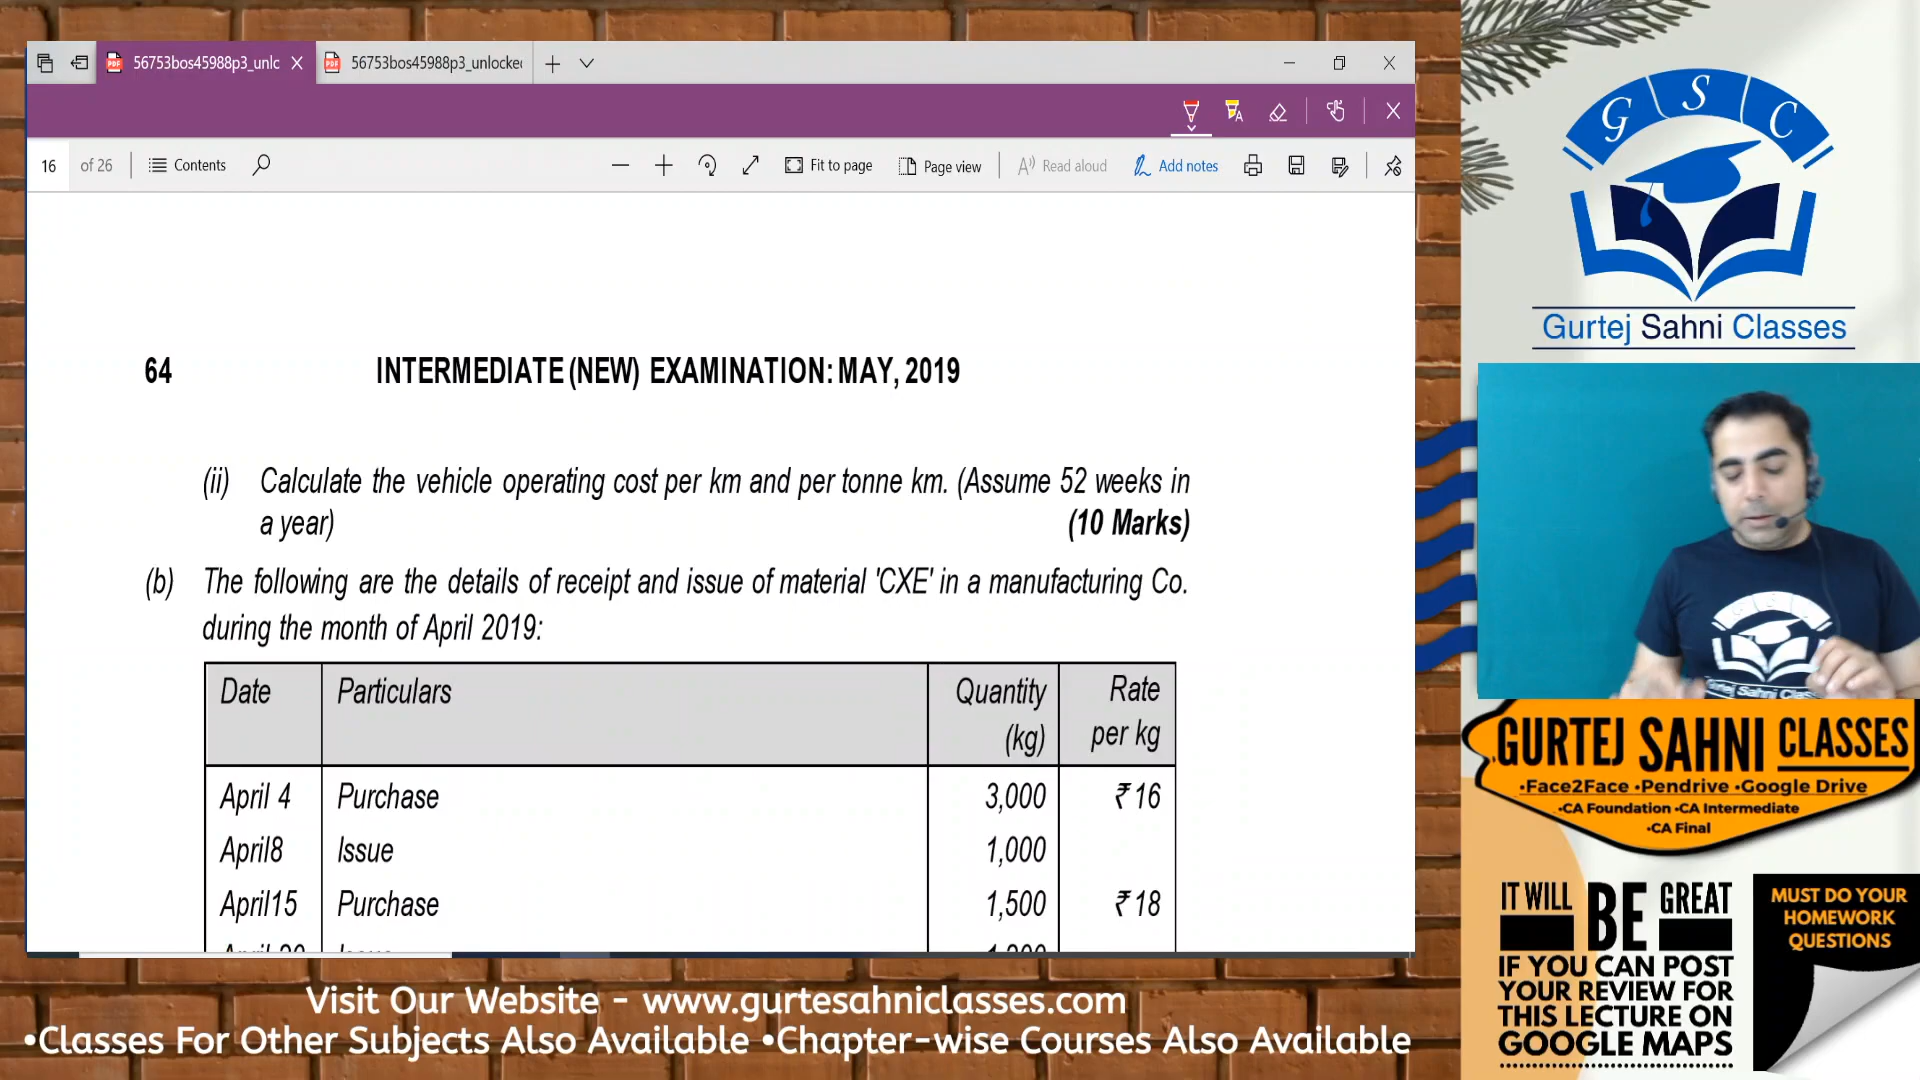 56753bos45988p3_unlc
56753bos45988p3_unlocked
16 of 26 Contents Fit to page Page view Read aloud Add notes
64 INTERMEDIATE (NEW) EXAMINATION: MAY, 2019
(ii) Calculate the vehicle operating cost per km and per tonne km. (Assume 52 weeks in
a year) (10 Marks)
(b) The following are the details of receipt and issue of material 'CXE' in a manufacturing Co.
during the month of April 2019:
Date Particulars Quantity Rate
(kg) per kg
April 4 Purchase 3,000 ₹ 16
April8 Issue 1,000
April15 Purchase 1,500 ₹ 18
G S C
Gurtej Sahni Classes
GURTEJ SAHNI CLASSES
•Face2Face •Pendrive •Google Drive
•CA Foundation •CA Intermediate
•CA Final
IT WILL BE GREAT
IF YOU CAN POST
YOUR REVIEW FOR
THIS LECTURE ON
GOOGLE MAPS
MUST DO YOUR
HOMEWORK
QUESTIONS
Visit Our Website - www.gurtesahniclasses.com
•Classes For Other Subjects Also Available •Chapter-wise Courses Also Available